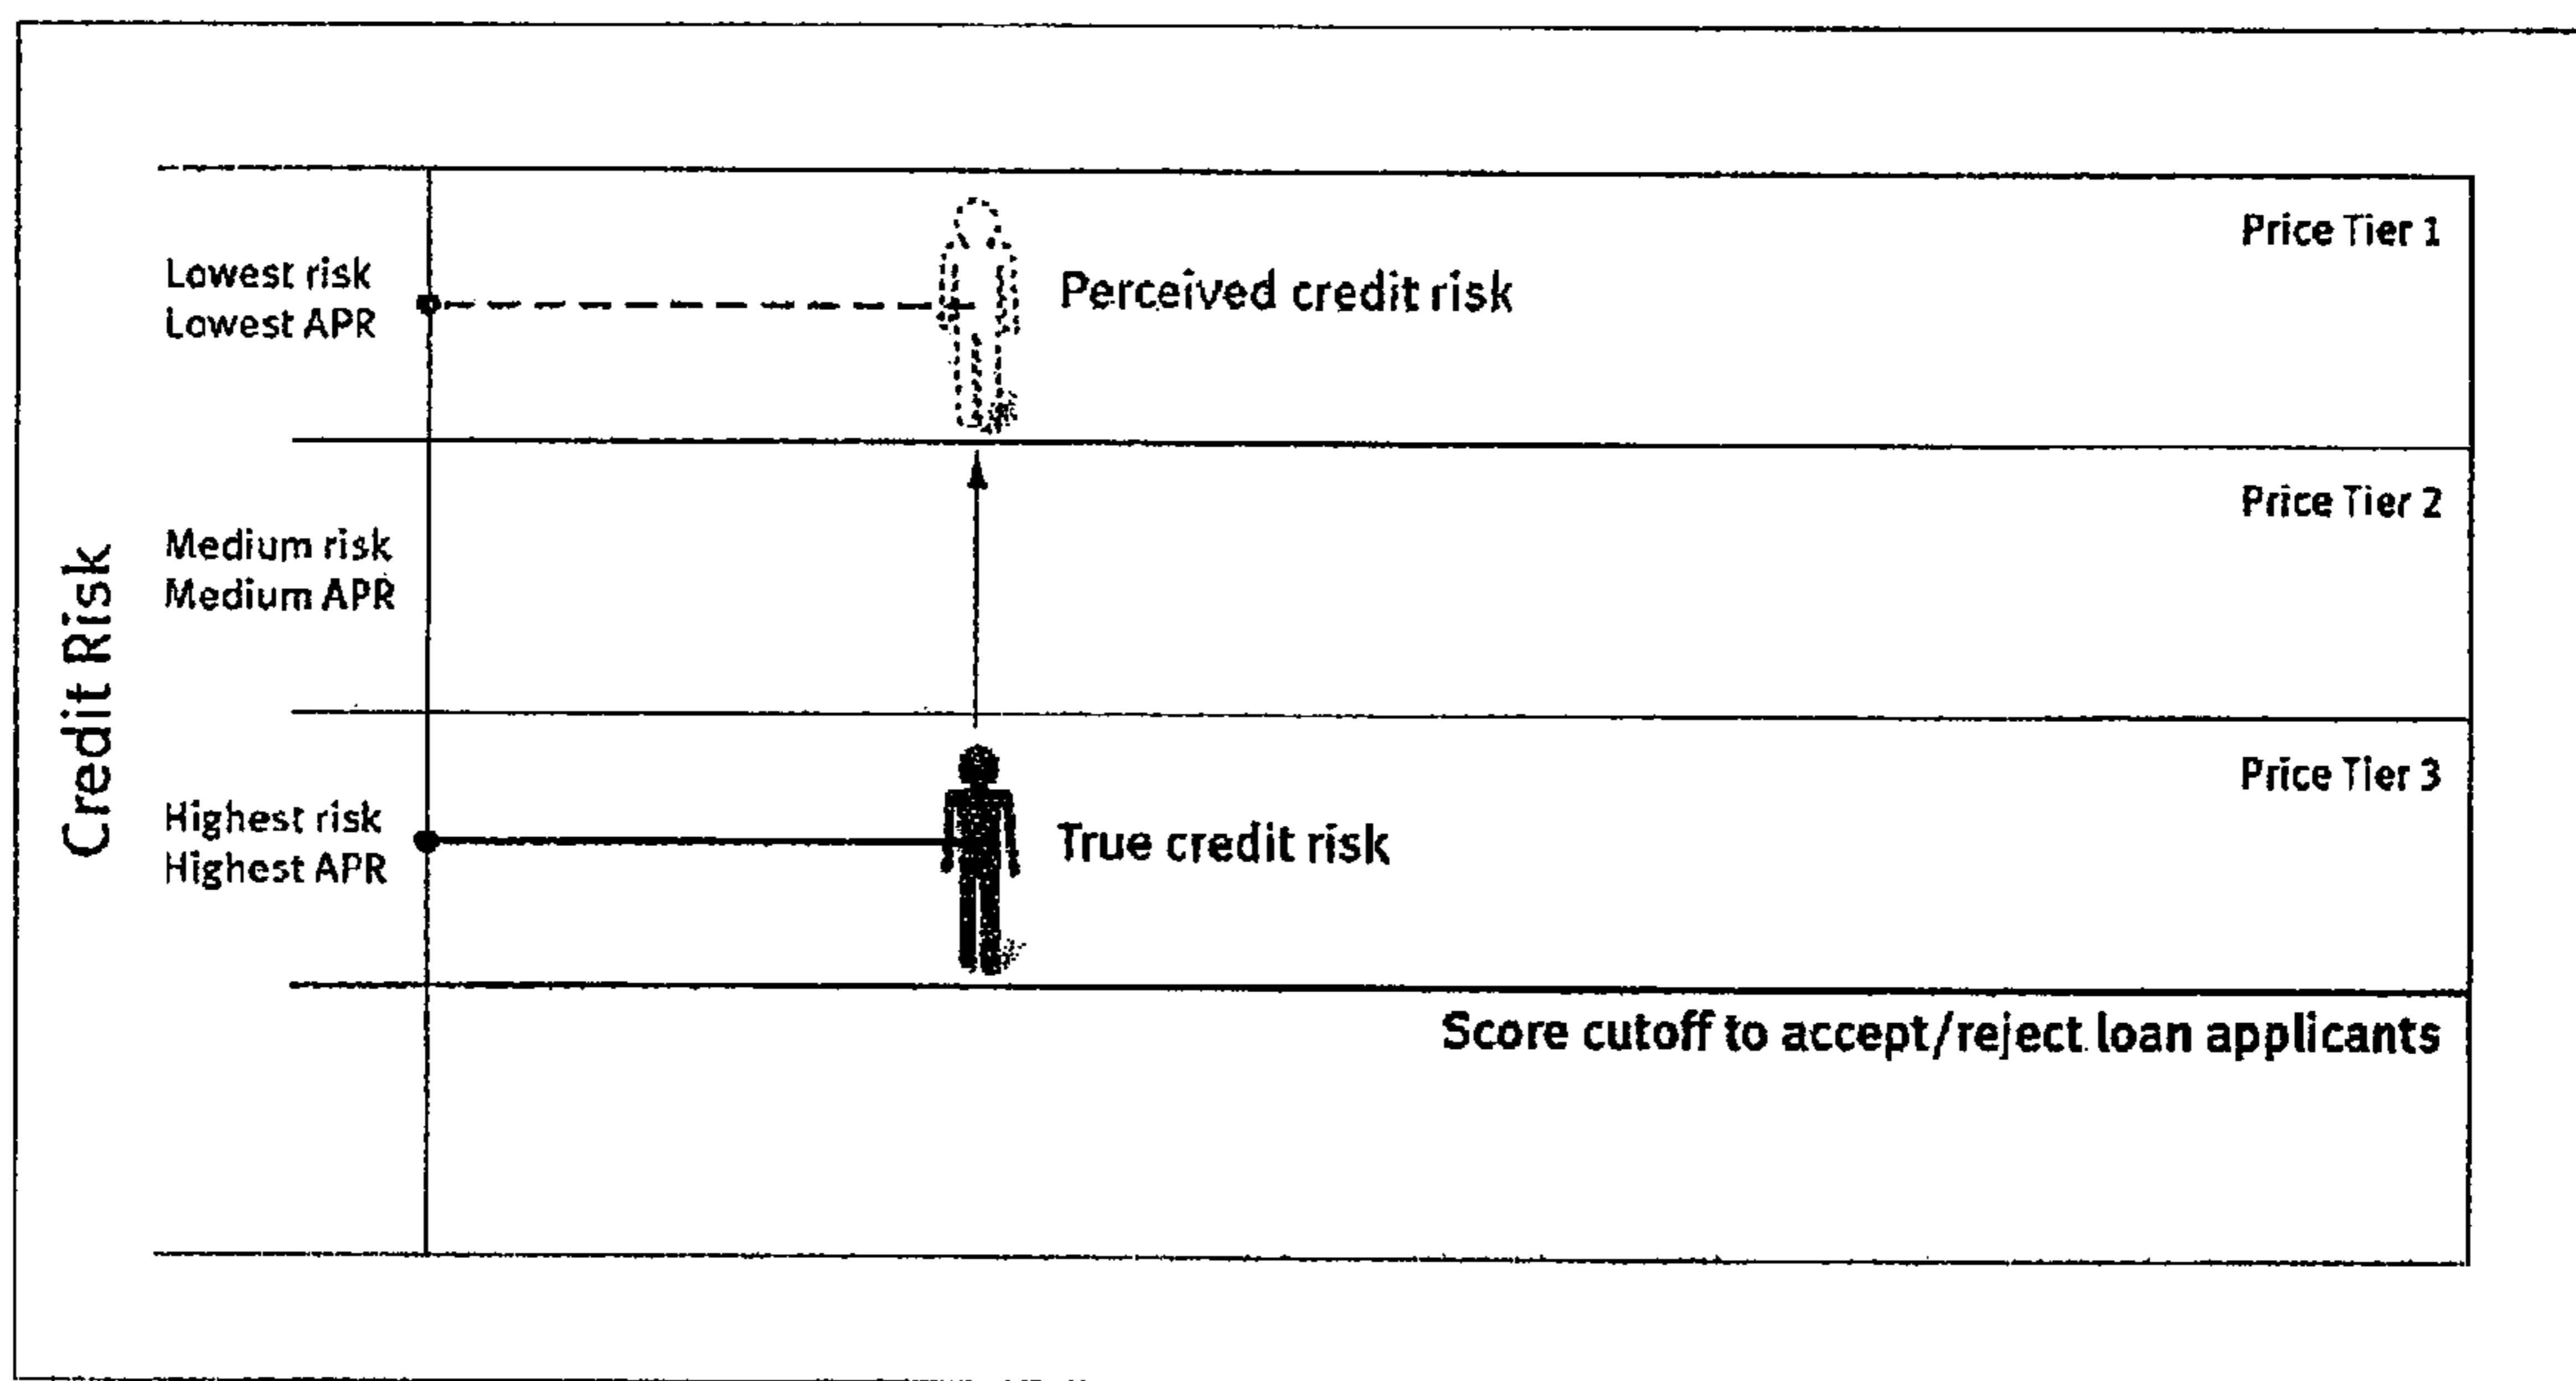 Price Tier 1
Lowest risk
Lowest APR
Perceived credit risk
Price Tier 2
Medium risk
Medium APR
Credit Risk
Price Tier 3
Highest risk
Highest APR
True credit risk
Score cutoff to accept/reject loan applicants